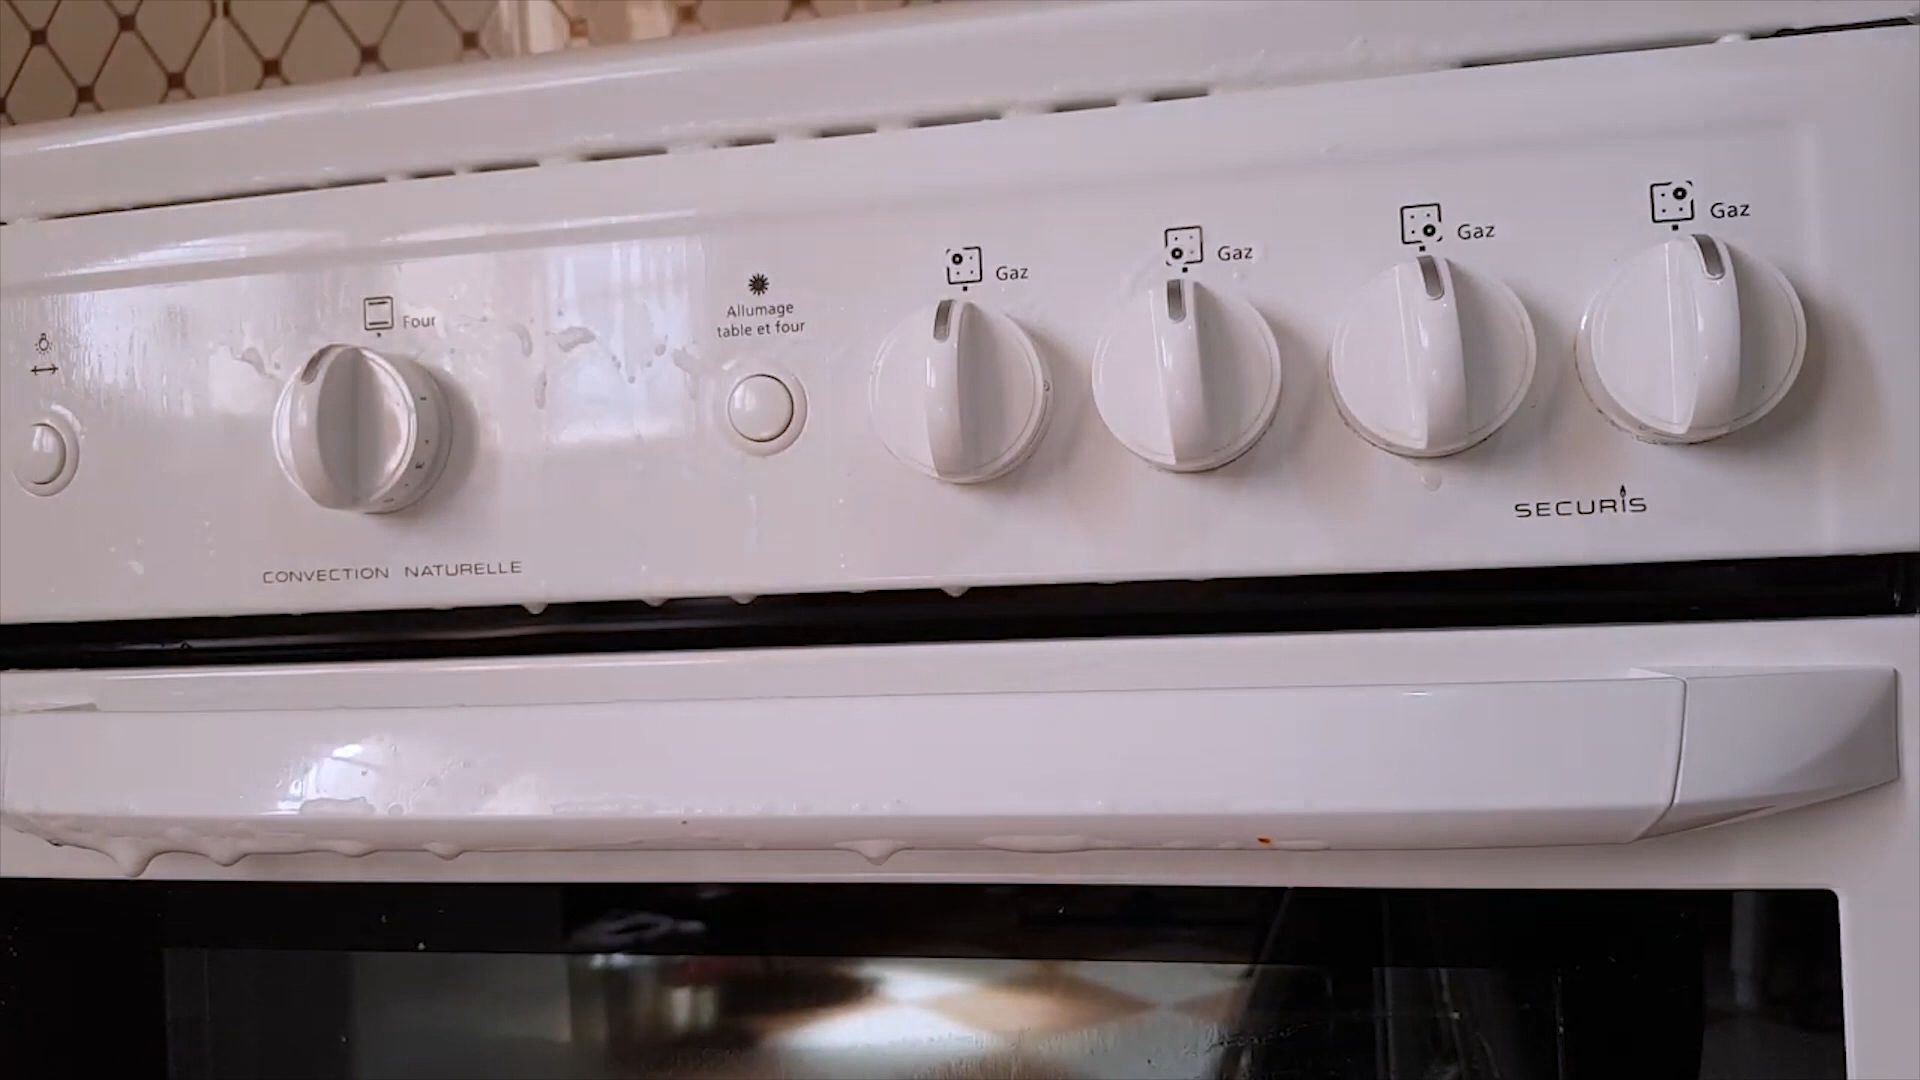 Four
Allumage
table et four
Gaz
Gaz
Gaz
Gaz
SECURIS
CONVECTION NATURELLE